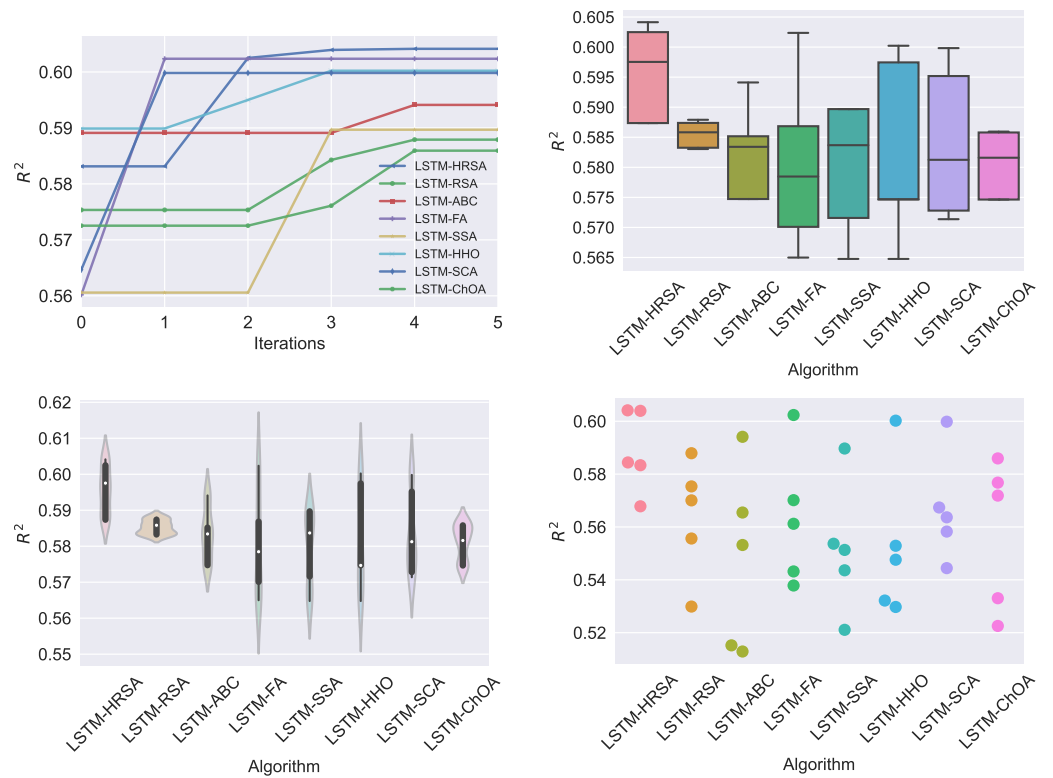 0.60
0.59
0.58
0.57
0.56
R²
LSTM-HRSA
LSTM-RSA
LSTM-ABC
LSTM-FA
LSTM-SSA
LSTM-HHO
LSTM-SCA
LSTM-ChOA
0 1 2 3 4 5
Iterations
0.605
0.600
0.595
0.590
0.585
0.580
0.575
0.570
0.565
R²
LSTM-HRSA LSTM-RSA LSTM-ABC LSTM-FA LSTM-SSA LSTM-HHO LSTM-SCA LSTM-ChOA
Algorithm
0.62
0.61
0.60
0.59
0.58
0.57
0.56
0.55
R²
LSTM-HRSA LSTM-RSA LSTM-ABC LSTM-FA LSTM-SSA LSTM-HHO LSTM-SCA LSTM-ChOA
Algorithm
0.60
0.58
0.56
0.54
0.52
R²
LSTM-HRSA LSTM-RSA LSTM-ABC LSTM-FA LSTM-SSA LSTM-HHO LSTM-SCA LSTM-ChOA
Algorithm